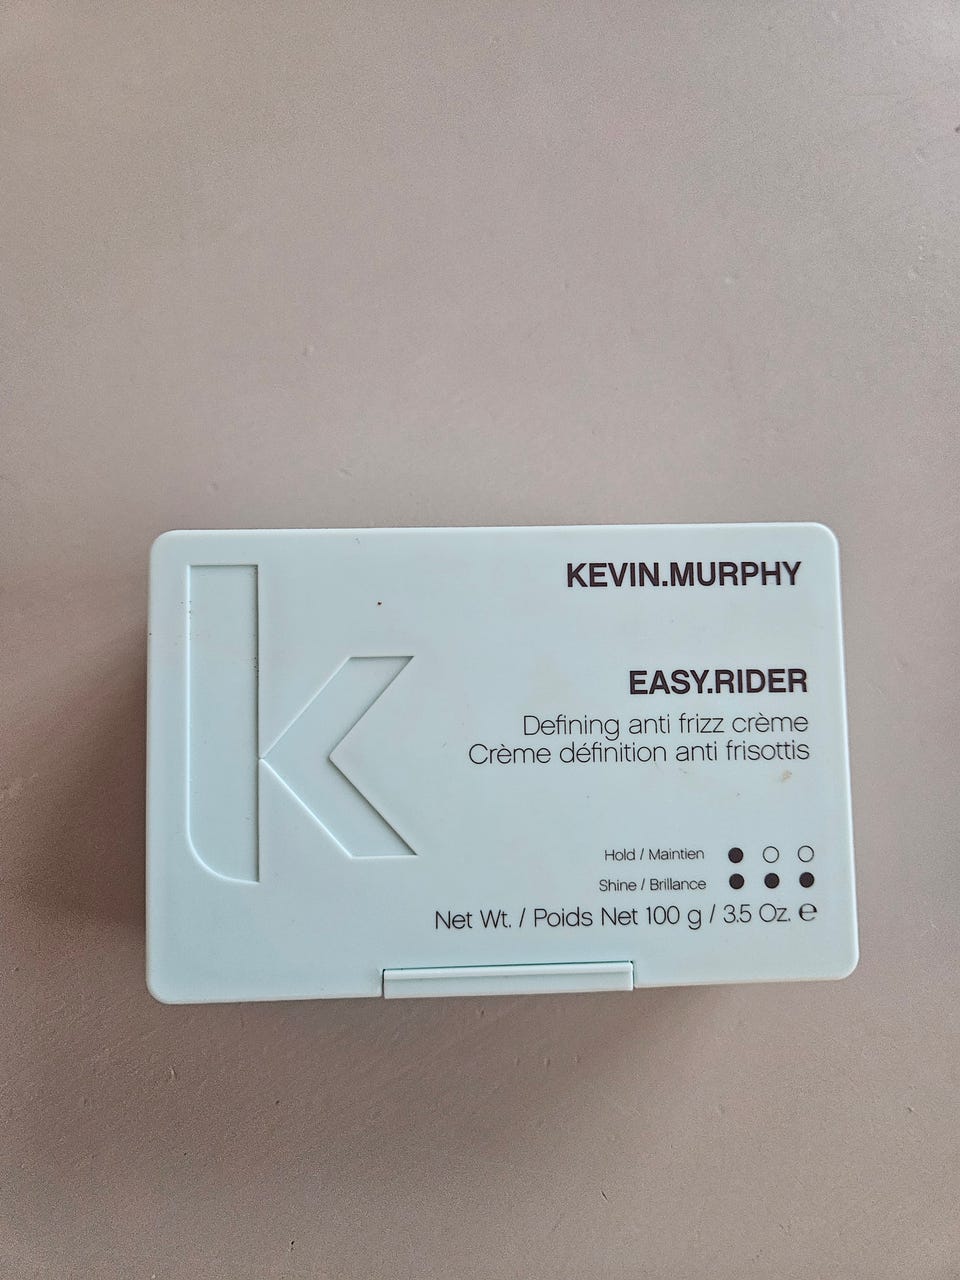 k
KEVIN.MURPHY
EASY.RIDER
Defining anti frizz crème
Crème définition anti frisottis
Hold / Maintien
Shine / Brillance
Net Wt. / Poids Net 100 g / 3.5 Oz. ℮